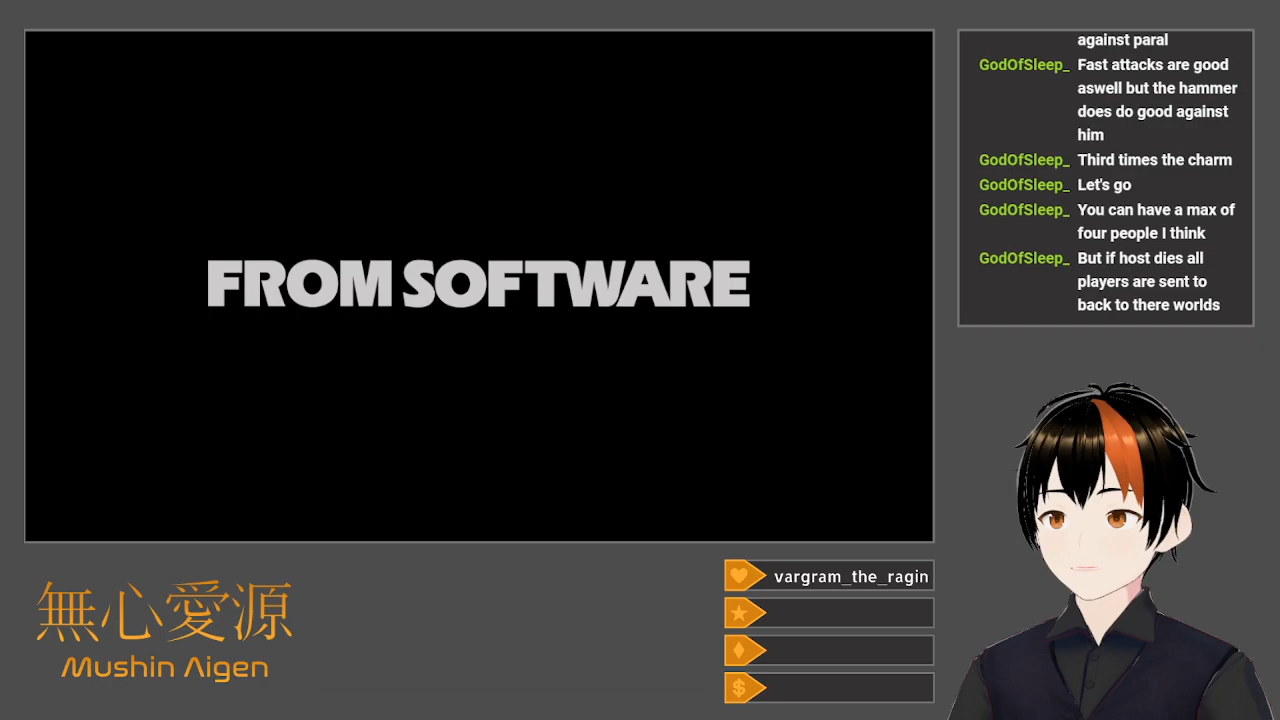 FROM SOFTWARE
against paral
GodOfSleep_ Fast attacks are good
aswell but the hammer
does do good against
him
GodOfSleep_ Third times the charm
GodOfSleep_ Let's go
GodOfSleep_ You can have a max of
four people I think
GodOfSleep_ But if host dies all
players are sent to
back to there worlds
無心愛源
Mushin Aigen
vargram_the_ragin
$